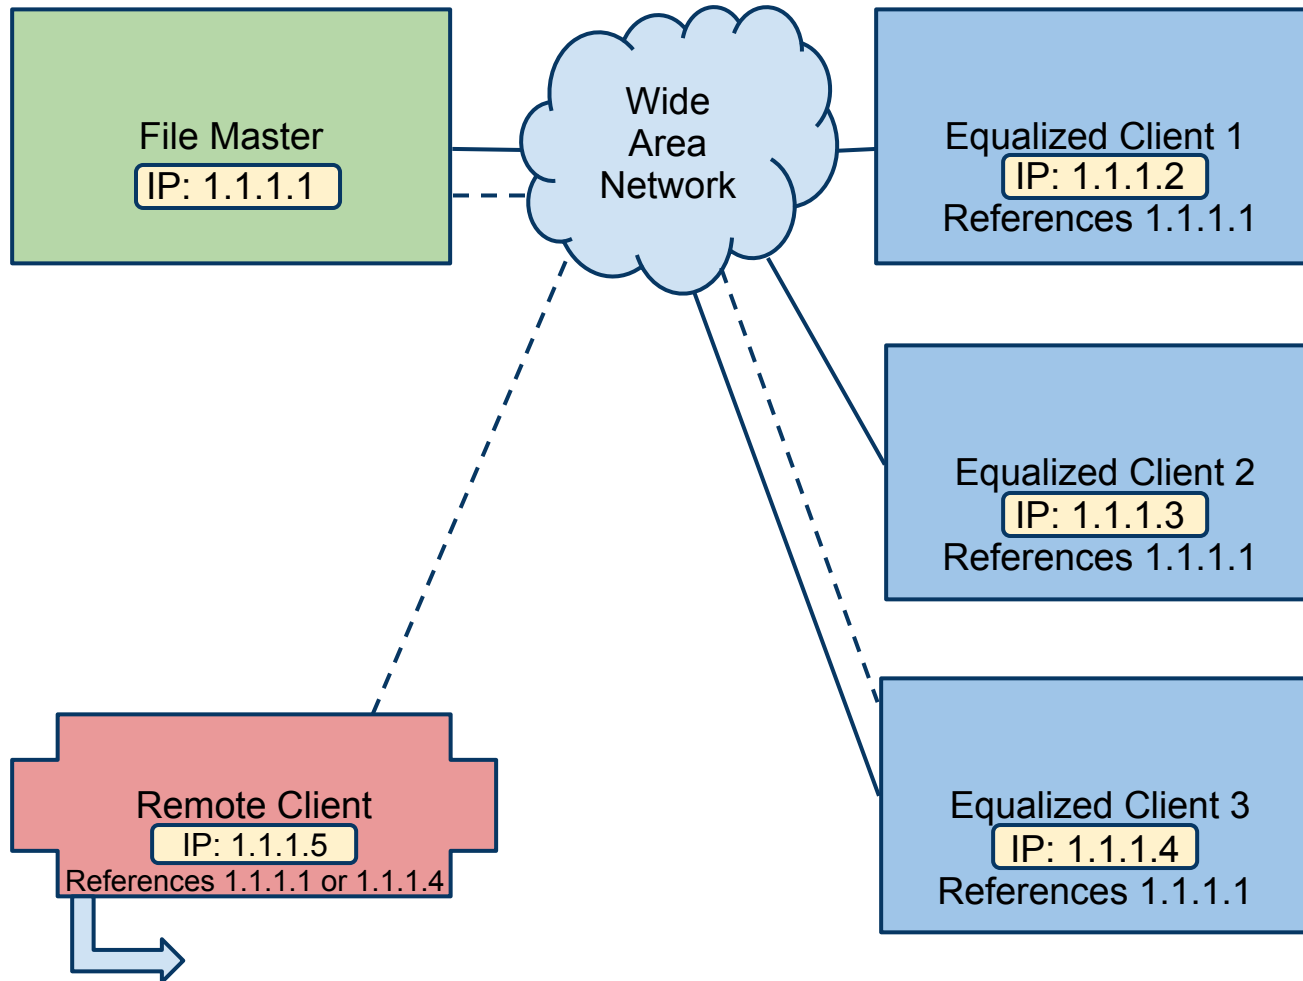 File Master
IP: 1.1.1.1
Wide
Area
Network
Equalized Client 1
IP: 1.1.1.2
References 1.1.1.1
Equalized Client 2
IP: 1.1.1.3
References 1.1.1.1
Remote Client
IP: 1.1.1.5
References 1.1.1.1 or 1.1.1.4
Equalized Client 3
IP: 1.1.1.4
References 1.1.1.1